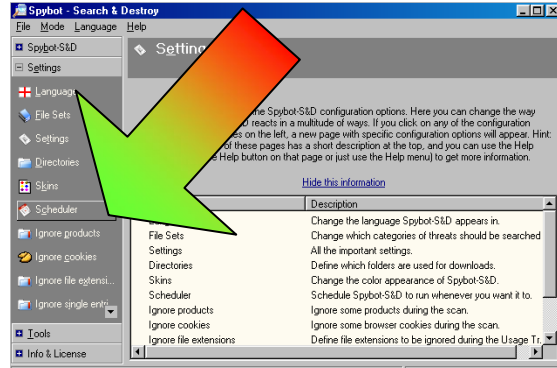 Spybot - Search & Destroy
File Mode Language Help
Spybot-S&D
Settings
Language
File Sets
Settings
Directories
Skins
Scheduler
Ignore products
Ignore cookies
Ignore file extensi...
Ignore single entri...
Tools
Info & License
the Spybot-S&D configuration options. Here you can change the way
reacts in a multitude of ways. If you click on any of the configuration
on the left, a new page with specific configuration options will appear. Hint:
of these pages has a short description at the top, and you can use the Help
Help button on that page or just use the Help menu) to get more information.
Hide this information
Description
Change the language Spybot-S&D appears in.
File Sets Change which categories of threats should be searched
Settings All the important settings.
Directories Define which folders are used for downloads.
Skins Change the color appearance of Spybot-S&D.
Scheduler Schedule Spybot-S&D to run whenever you want it to.
Ignore products Ignore some products during the scan.
Ignore cookies Ignore some browser cookies during the scan.
Ignore file extensions Define file extensions to be ignored during the Usage Tr.